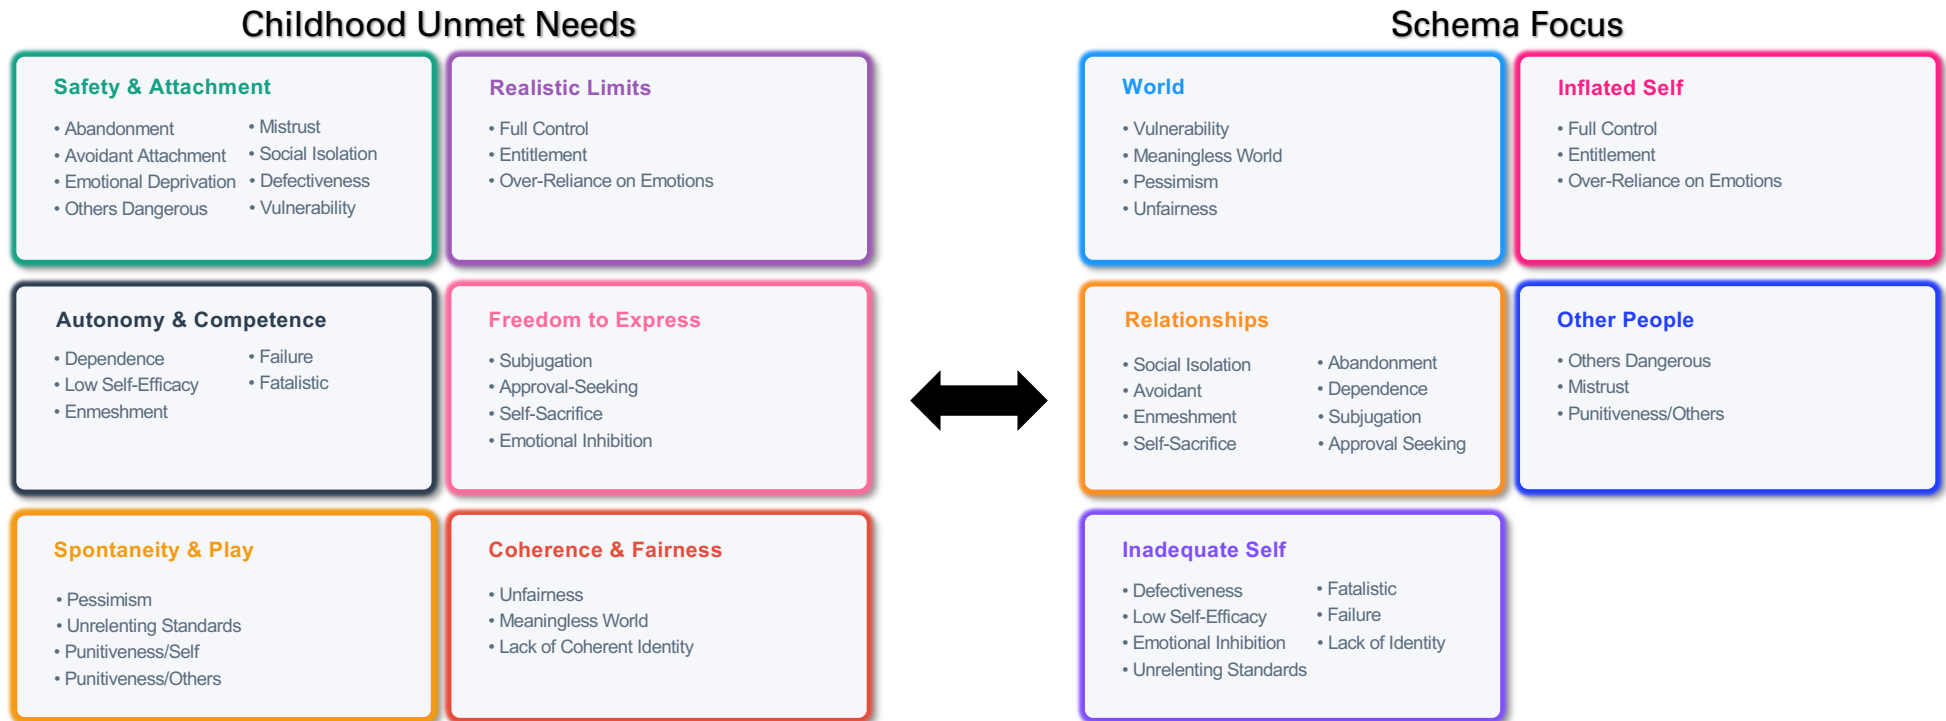 Childhood Unmet Needs
Safety & Attachment
• Abandonment
• Avoidant Attachment
• Emotional Deprivation
• Others Dangerous
• Mistrust
• Social Isolation
• Defectiveness
• Vulnerability
Realistic Limits
• Full Control
• Entitlement
• Over-Reliance on Emotions
Autonomy & Competence
• Dependence
• Low Self-Efficacy
• Enmeshment
• Failure
• Fatalistic
Freedom to Express
• Subjugation
• Approval-Seeking
• Self-Sacrifice
• Emotional Inhibition
Spontaneity & Play
• Pessimism
• Unrelenting Standards
• Punitiveness/Self
• Punitiveness/Others
Coherence & Fairness
• Unfairness
• Meaningless World
• Lack of Coherent Identity
Schema Focus
World
• Vulnerability
• Meaningless World
• Pessimism
• Unfairness
Inflated Self
• Full Control
• Entitlement
• Over-Reliance on Emotions
Relationships
• Social Isolation
• Avoidant
• Enmeshment
• Self-Sacrifice
• Abandonment
• Dependence
• Subjugation
• Approval Seeking
Other People
• Others Dangerous
• Mistrust
• Punitiveness/Others
Inadequate Self
• Defectiveness
• Low Self-Efficacy
• Emotional Inhibition
• Unrelenting Standards
• Fatalistic
• Failure
• Lack of Identity